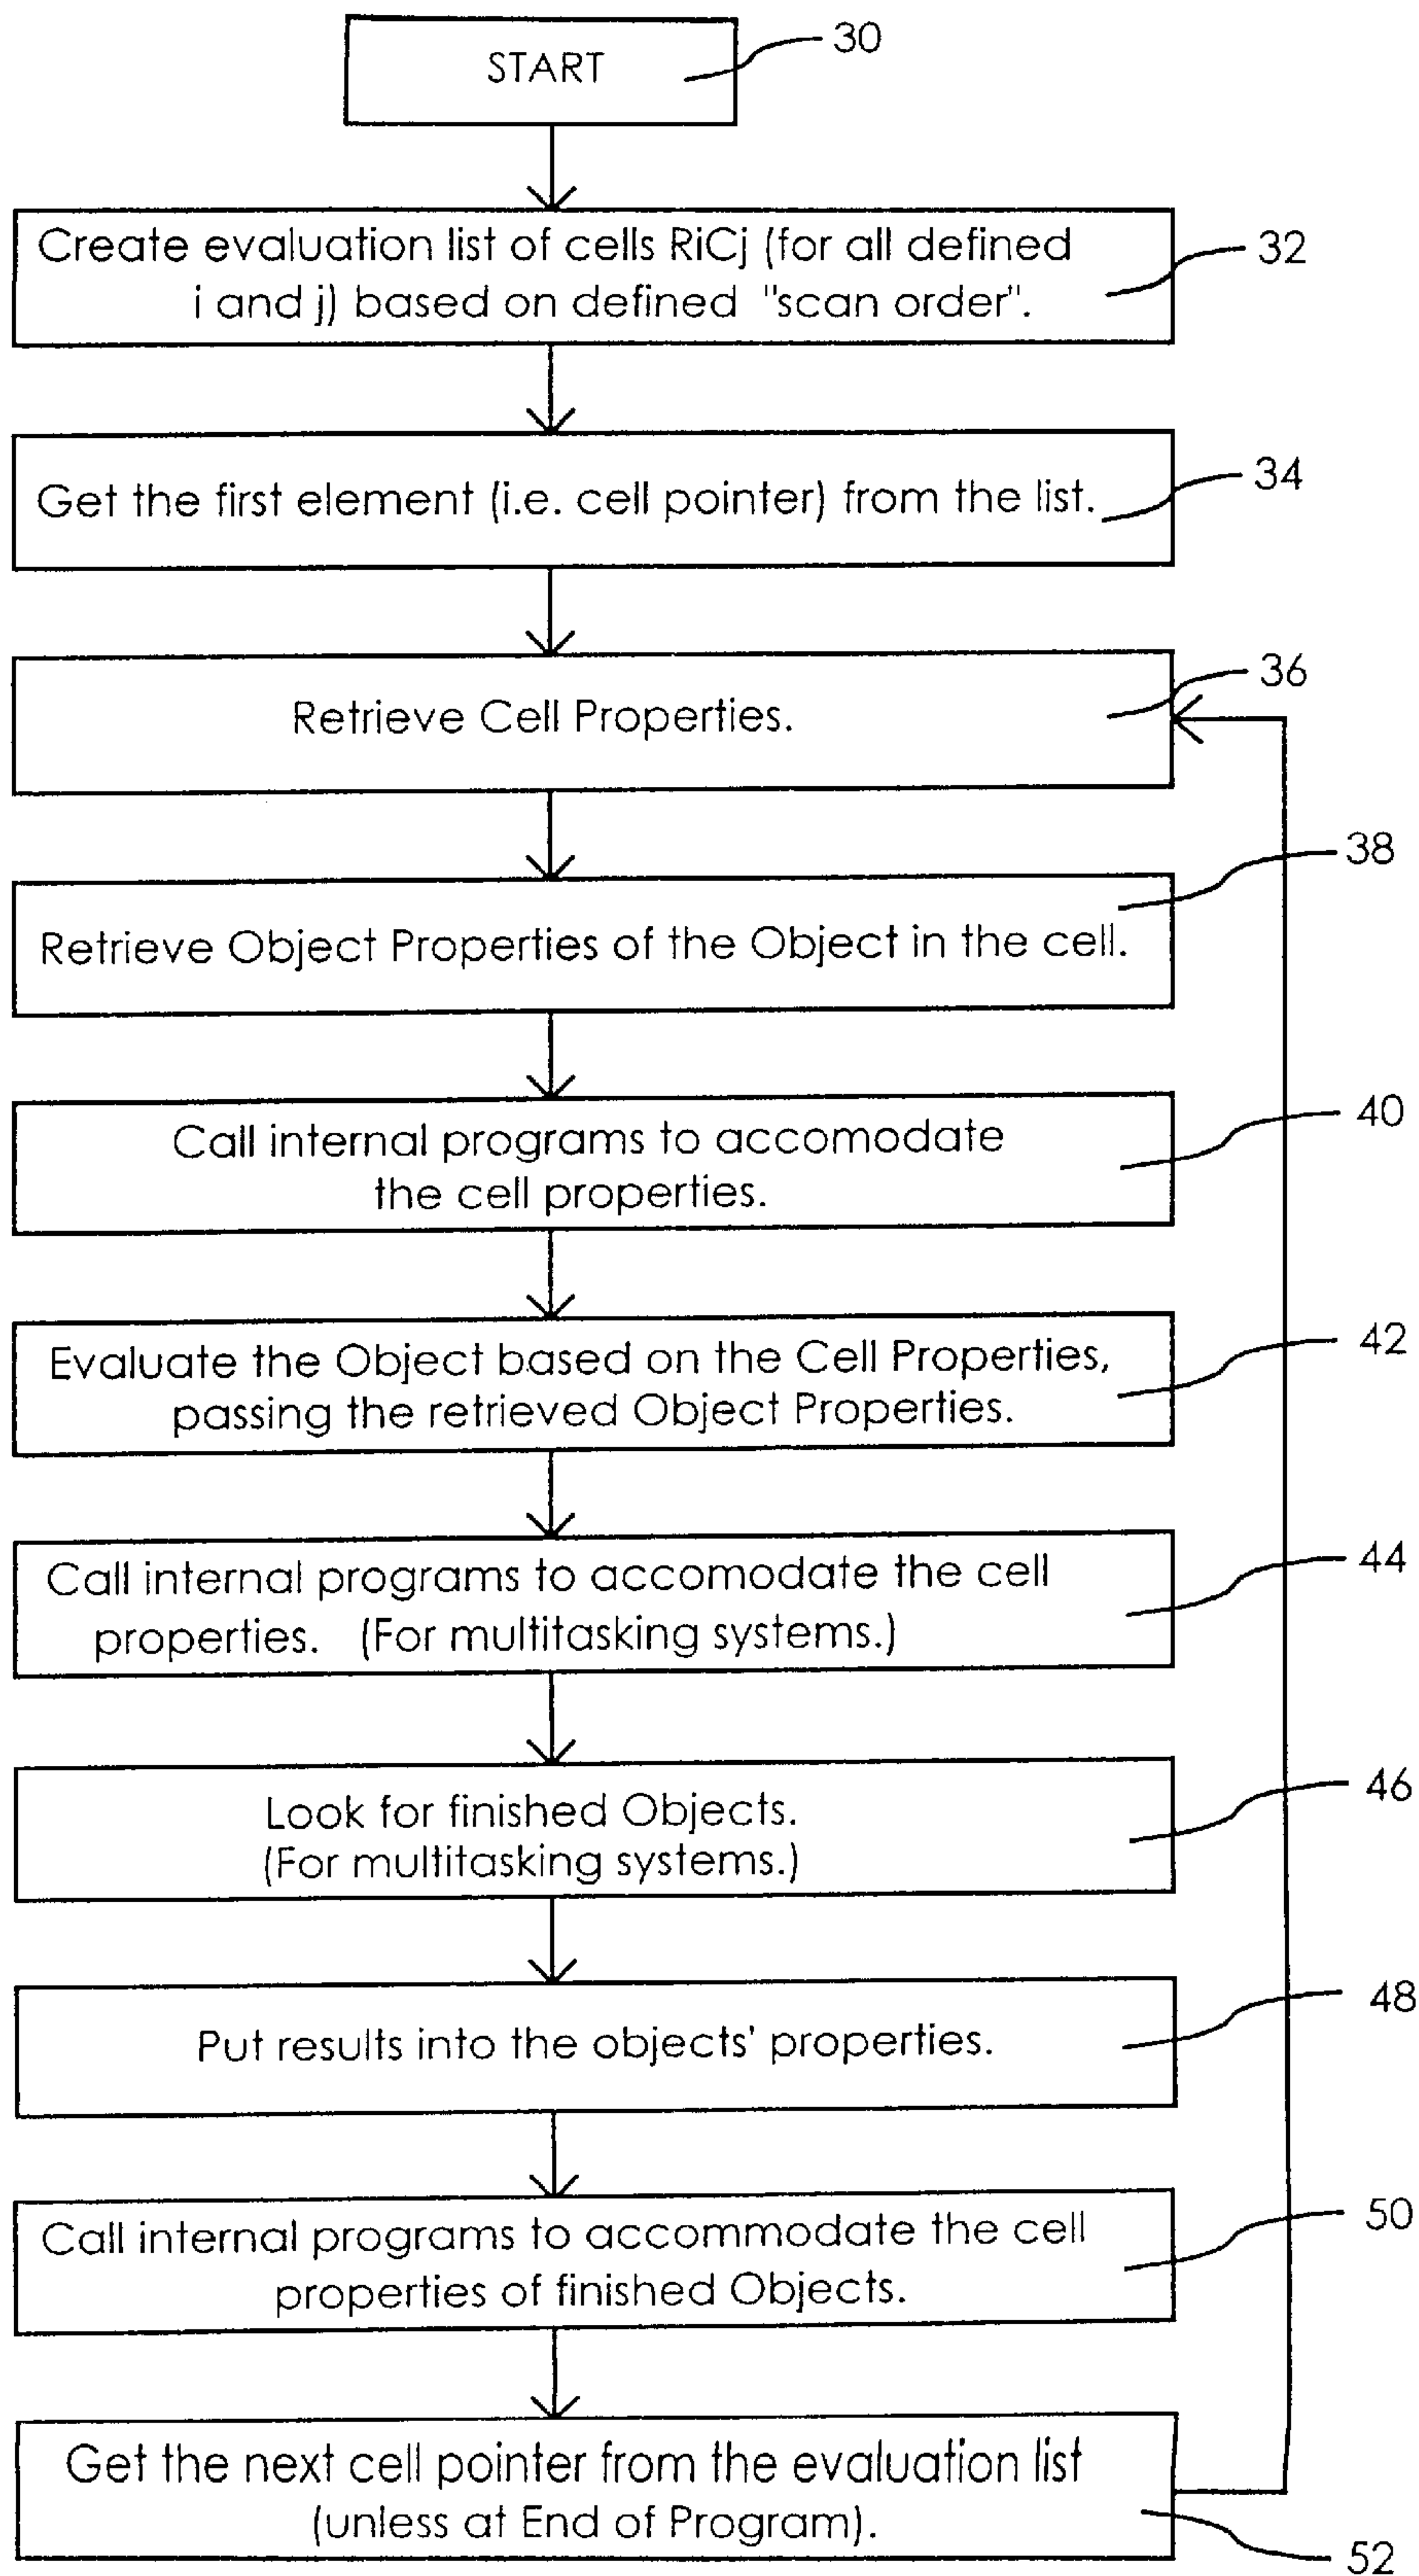 START
30
Create evaluation list of cells RiCj (for all defined
i and j) based on defined "scan order".
32
Get the first element (i.e. cell pointer) from the list.
34
Retrieve Cell Properties.
36
Retrieve Object Properties of the Object in the cell.
38
Call internal programs to accomodate
the cell properties.
40
Evaluate the Object based on the Cell Properties,
passing the retrieved Object Properties.
42
Call internal programs to accomodate the cell
properties. (For multitasking systems.)
44
Look for finished Objects.
(For multitasking systems.)
46
Put results into the objects' properties.
48
Call internal programs to accommodate the cell
properties of finished Objects.
50
Get the next cell pointer from the evaluation list
(unless at End of Program).
52